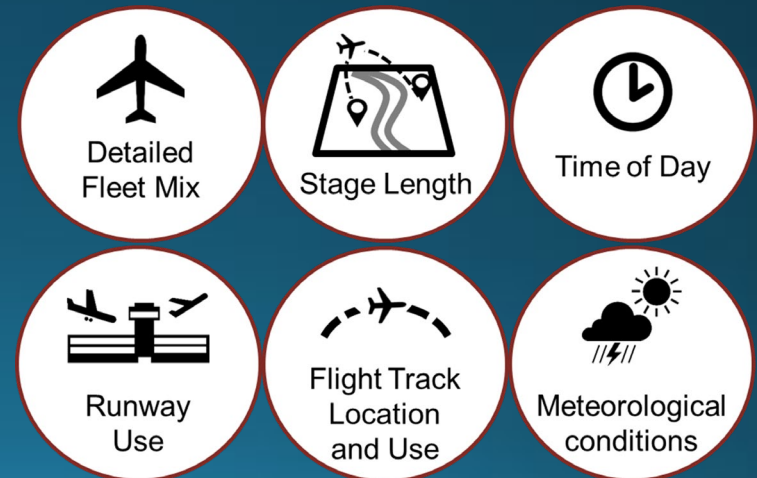 Detailed
Fleet Mix
Stage Length
Time of Day
Runway
Use
Flight Track
Location
and Use
Meteorological
conditions